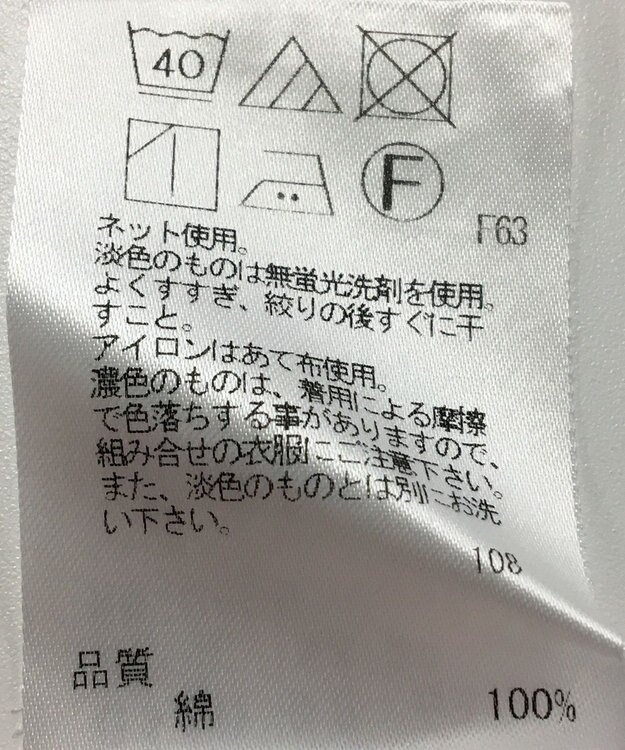 40
F
F63
ネット使用。
淡色のものは無蛍光洗剤を使用。
よくすすぎ、絞りの後すぐに干
すこと。
アイロンはあて布使用。
濃色のものは、着用による摩擦
で色落ちする事がありますので、
組み合せの衣服にご注意下さい。
また、淡色のものとは別にお洗
い下さい。
108
品質
綿 100%